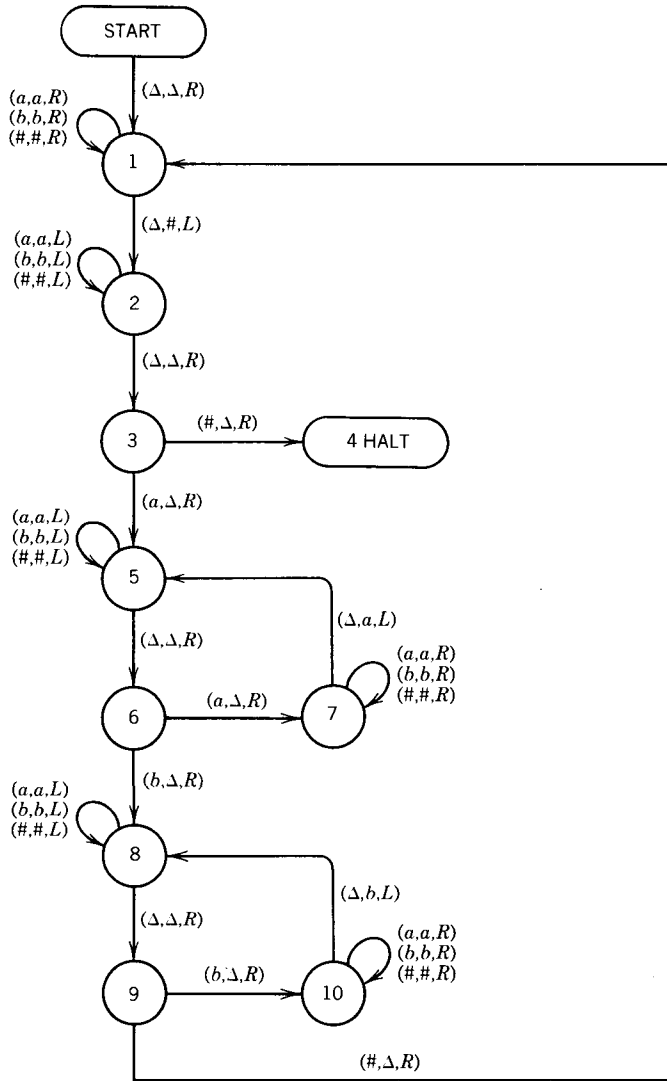 START
(Δ,Δ,R)
(a,a,R)
(b,b,R)
(#,#,R)
1
(Δ,#,L)
(a,a,L)
(b,b,L)
(#,#,L)
2
(Δ,Δ,R)
3
(#,Δ,R)
4 HALT
(a,Δ,R)
(a,a,L)
(b,b,L)
(#,#,L)
5
(Δ,a,L)
(Δ,Δ,R)
(a,a,R)
(b,b,R)
(#,#,R)
6
(a,Δ,R)
7
(b,Δ,R)
(a,a,L)
(b,b,L)
(#,#,L)
8
(Δ,b,L)
(Δ,Δ,R)
(a,a,R)
(b,b,R)
(#,#,R)
9
(b,Δ,R)
10
(#,Δ,R)